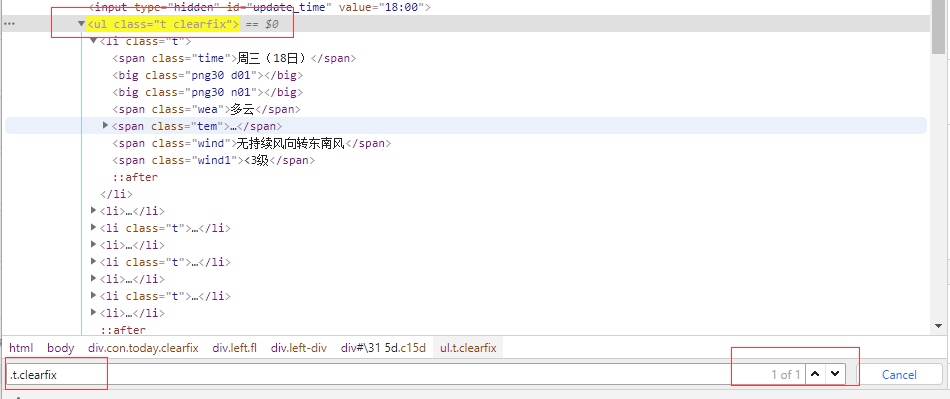 <input type="hidden" id="update_time" value="18:00">
… ▼<ul class="t clearfix"> == $0
▼<li class="t">
<span class="time">周三（18日）</span>
<big class="png30 d01"></big>
<big class="png30 n01"></big>
<span class="wea">多云</span>
▶<span class="tem">…</span>
<span class="wind">无持续风向转东南风</span>
<span class="wind1"><3级</span>
::after
</li>
▶<li>…</li>
▶<li class="t">…</li>
▶<li>…</li>
▶<li class="t">…</li>
▶<li>…</li>
▶<li class="t">…</li>
▶<li>…</li>
::after
html body div.con.today.clearfix div.left.fl div.left-div div#\31 5d.c15d ul.t.clearfix
.t.clearfix 1 of 1 Cancel